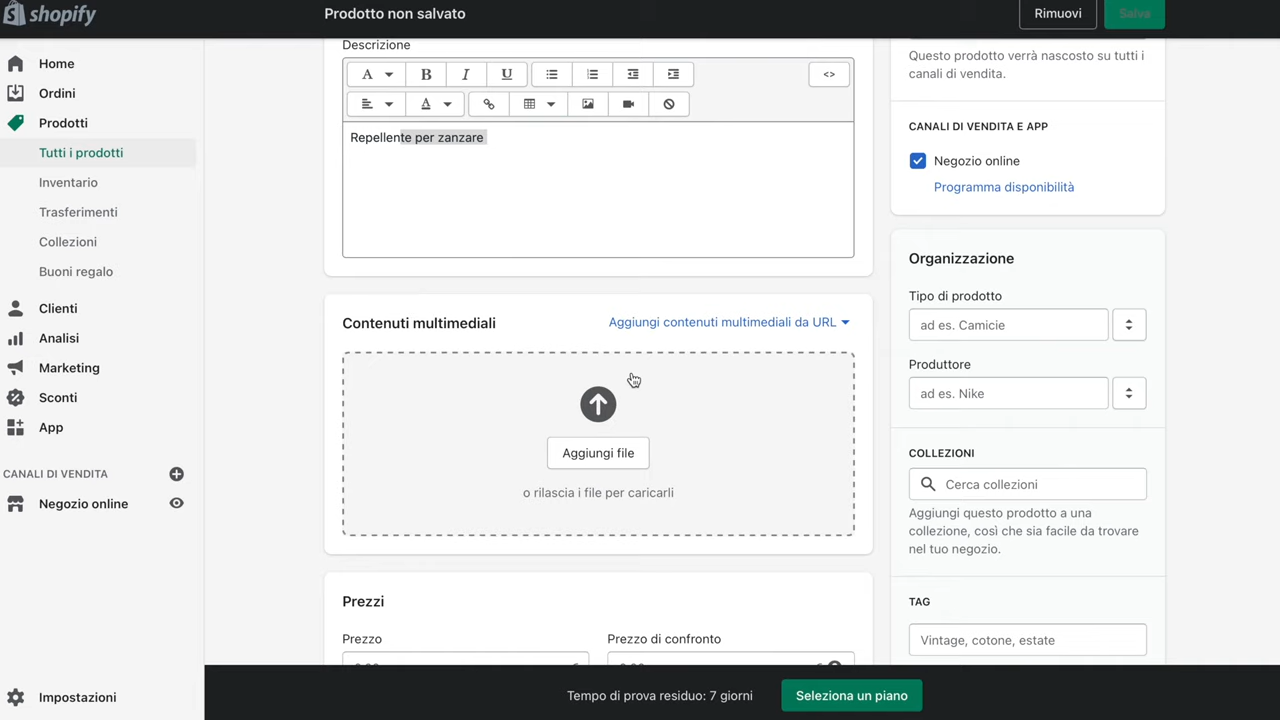 shopify
Prodotto non salvato
Rimuovi
Salva
Home
Ordini
Prodotti
Tutti i prodotti
Inventario
Trasferimenti
Collezioni
Buoni regalo
Clienti
Analisi
Marketing
Sconti
App
CANALI DI VENDITA
Negozio online
Impostazioni
Descrizione
A
B
I
U
<>
A
Repellente per zanzare
Contenuti multimediali
Aggiungi contenuti multimediali da URL
Aggiungi file
o rilascia i file per caricarli
Prezzi
Prezzo
Prezzo di confronto
Questo prodotto verrà nascosto su tutti i
canali di vendita.
CANALI DI VENDITA E APP
Negozio online
Programma disponibilità
Organizzazione
Tipo di prodotto
ad es. Camicie
Produttore
ad es. Nike
COLLEZIONI
Cerca collezioni
Aggiungi questo prodotto a una
collezione, così che sia facile da trovare
nel tuo negozio.
TAG
Vintage, cotone, estate
Tempo di prova residuo: 7 giorni
Seleziona un piano